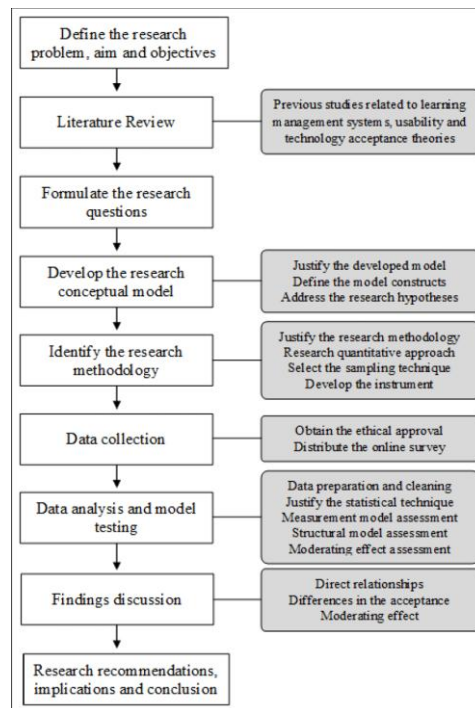 Define the research
problem, aim and objectives
Literature Review
Previous studies related to learning
management systems, usability and
technology acceptance theories
Formulate the research
questions
Develop the research
conceptual model
Justify the developed model
Define the model constructs
Address the research hypotheses
Identify the research
methodology
Justify the research methodology
Research quantitative approach
Select the sampling technique
Develop the instrument
Data collection
Obtain the ethical approval
Distribute the online survey
Data analysis and model
testing
Data preparation and cleaning
Justify the statistical technique
Measurement model assessment
Structural model assessment
Moderating effect assessment
Findings discussion
Direct relationships
Differences in the acceptance
Moderating effect
Research recommendations,
implications and conclusion